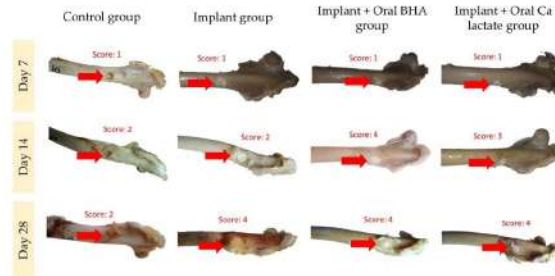 Control group
Implant group
Implant + Oral BHA
group
Implant + Oral Ca
lactate group
Day 7
Score: 1
Score: 1
Score: 1
Score: 1
Day 14
Score: 2
Score: 2
Score: 4
Score: 3
Day 28
Score: 2
Score: 4
Score: 4
Score: 4